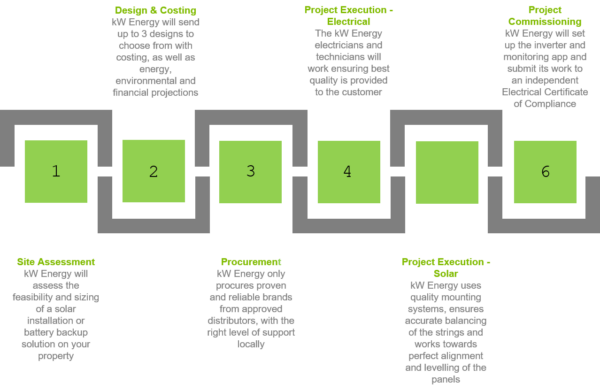 Design & Costing
kW Energy will send
up to 3 designs to
choose from with
costing, as well as
energy,
environmental and
financial projections
Project Execution -
Electrical
The kW Energy
electricians and
technicians will
work ensuring best
quality is provided
to the customer
Project
Commissioning
kW Energy will set
up the inverter and
monitoring app and
submit its work to
an independent
Electrical Certificate
of Compliance
1
2
3
4
6
Site Assessment
kW Energy will
assess the
feasibility and sizing
of a solar
installation or
battery backup
solution on your
property
Procurement
kW Energy only
procures proven
and reliable brands
from approved
distributors, with the
right level of support
locally
Project Execution -
Solar
kW Energy uses
quality mounting
systems, ensures
accurate balancing
of the strings and
works towards
perfect alignment
and levelling of the
panels